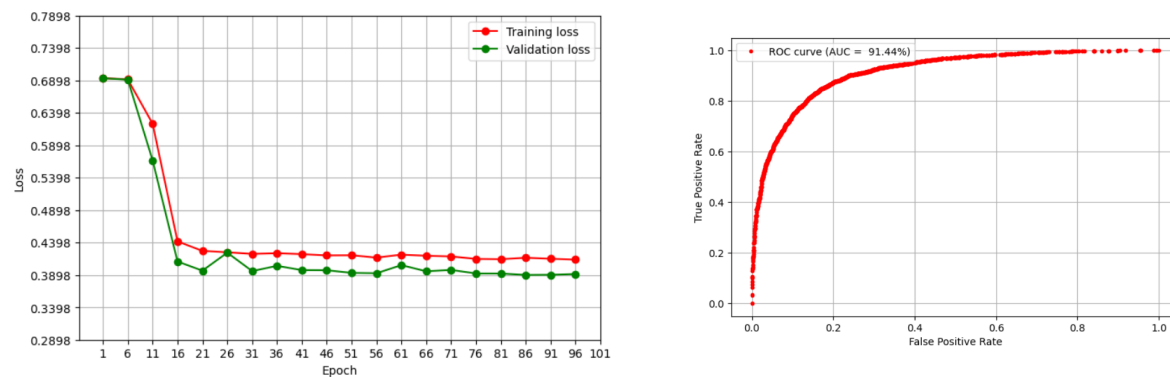 0.7898
0.7398
0.6898
0.6398
0.5898
0.5398
0.4898
0.4398
0.3898
0.3398
0.2898
Loss
Training loss
Validation loss
1 6 11 16 21 26 31 36 41 46 51 56 61 66 71 76 81 86 91 96 101
Epoch
1.0
0.8
0.6
0.4
0.2
0.0
True Positive Rate
ROC curve (AUC = 91.44%)
0.0 0.2 0.4 0.6 0.8 1.0
False Positive Rate